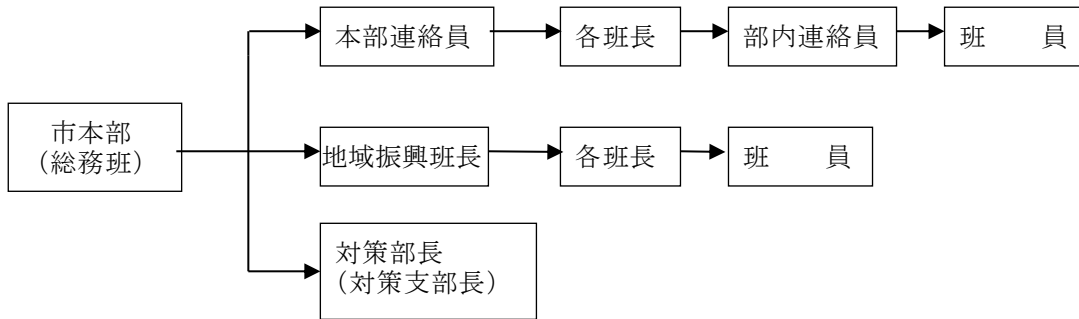 本部連絡員
各班長
部内連絡員
班　　員
市本部
（総務班）
地域振興班長
各班長
班　　員
対策部長
（対策支部長）